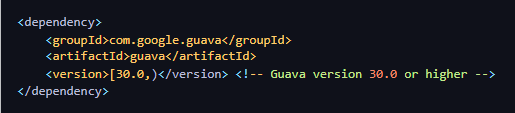 <dependency>
    <groupId>com.google.guava</groupId>
    <artifactId>guava</artifactId>
    <version>[30.0,)</version> <!-- Guava version 30.0 or higher -->
</dependency>